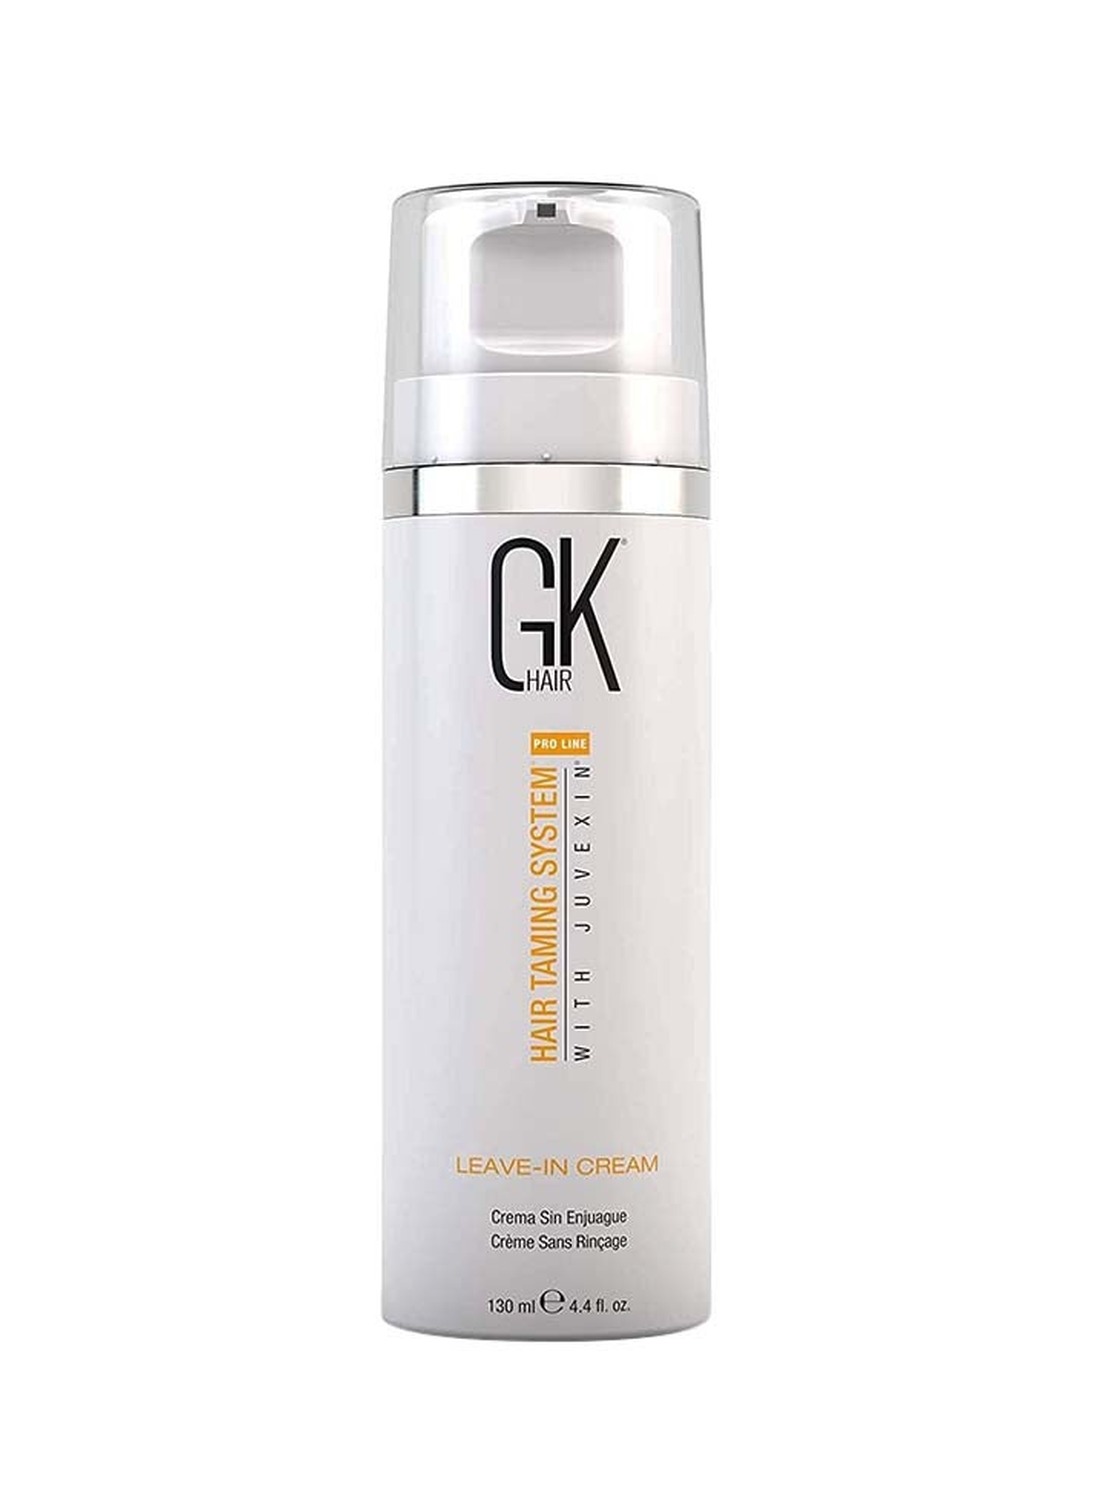 GK®
HAIR
PRO LINE
HAIR TAMING SYSTEM
WITH JUVEXIN®
LEAVE-IN CREAM
Crema Sin Enjuague
Crème Sans Rinçage
130 ml ℮ 4.4 fl. oz.